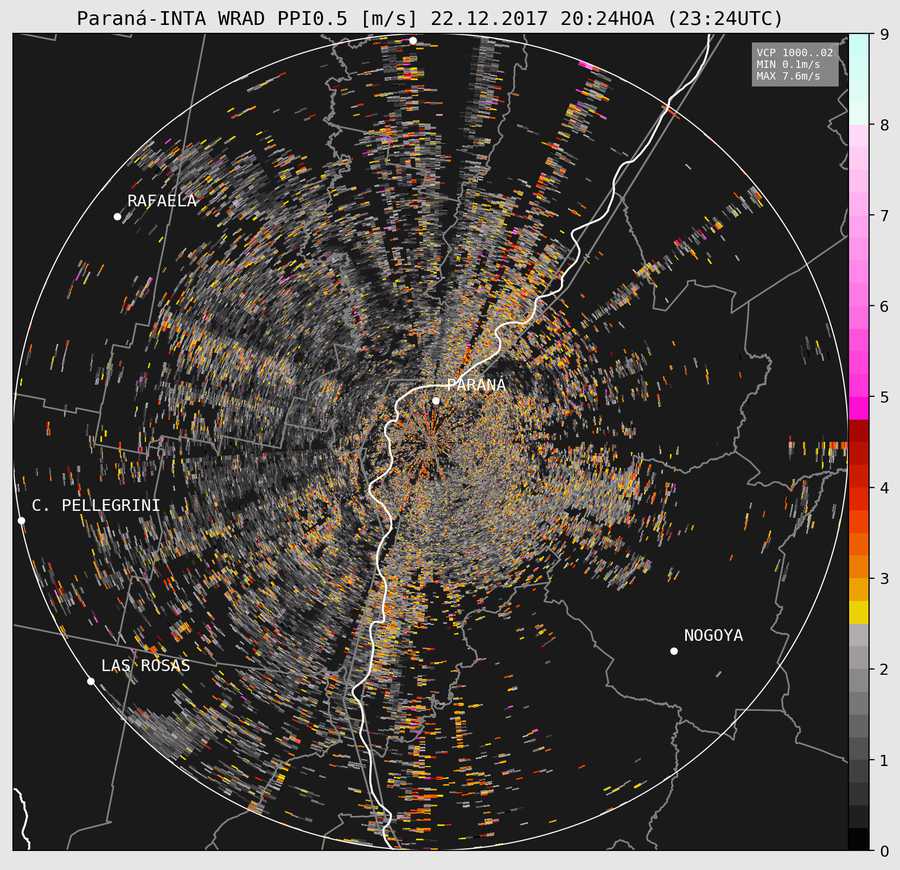 Paraná-INTA WRAD PPI0.5 [m/s] 22.12.2017 20:24HOA (23:24UTC)
VCP 1000..02
MIN 0.1m/s
MAX 7.6m/s
9
8
7
6
5
4
3
2
1
0
RAFAELA
PARANÁ
C. PELLEGRINI
NOGOYA
LAS ROSAS